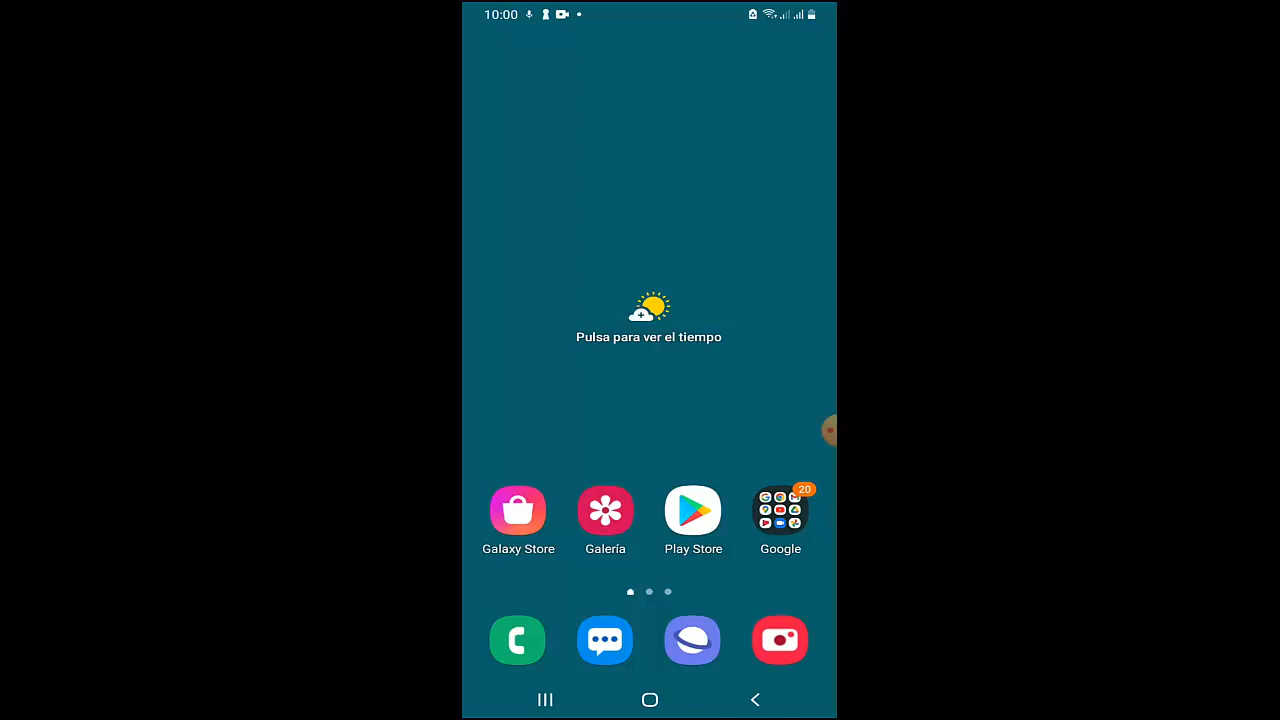 10:00
Pulsa para ver el tiempo
20
Galaxy Store
Galería
Play Store
Google